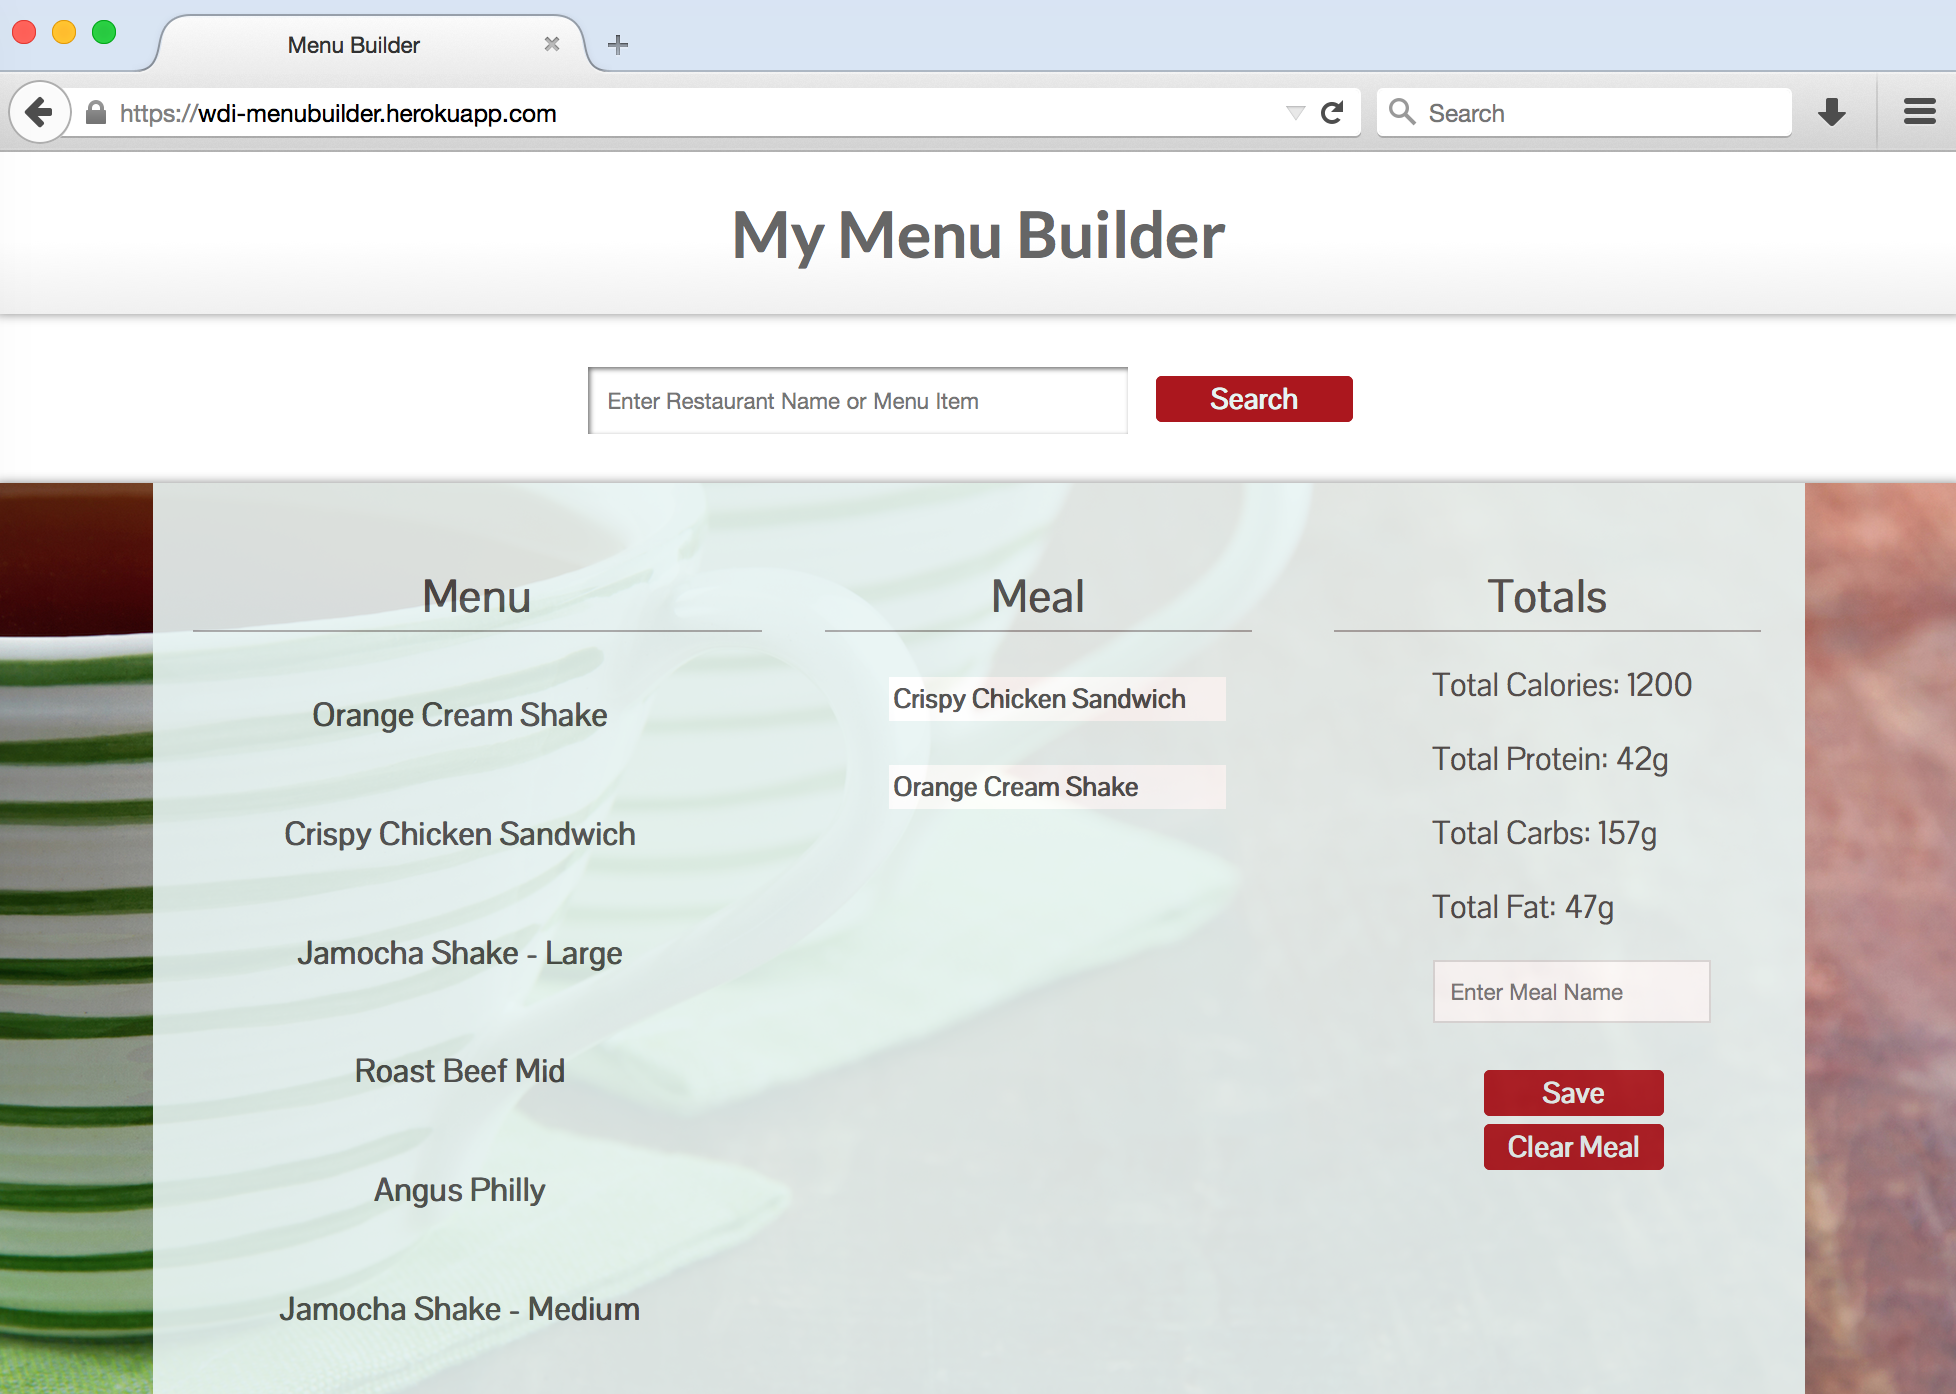 Menu Builder
https://wdi-menubuilder.herokuapp.com
Search
My Menu Builder
Enter Restaurant Name or Menu Item
Search
Menu
Orange Cream Shake
Crispy Chicken Sandwich
Jamocha Shake - Large
Roast Beef Mid
Angus Philly
Jamocha Shake - Medium
Meal
Crispy Chicken Sandwich
Orange Cream Shake
Totals
Total Calories: 1200
Total Protein: 42g
Total Carbs: 157g
Total Fat: 47g
Enter Meal Name
Save
Clear Meal